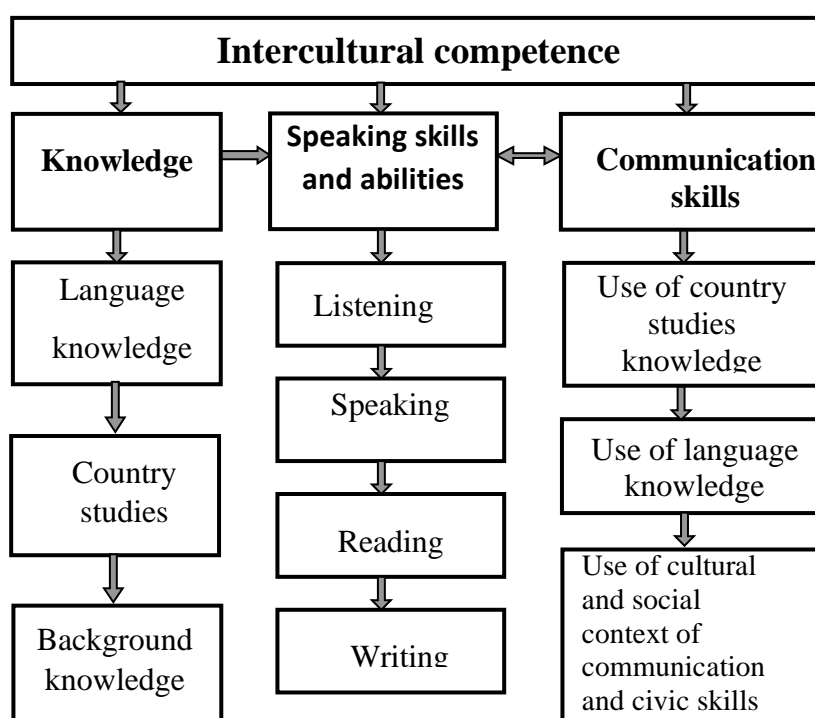 Intercultural competence
Knowledge
Speaking skills
and abilities
Communication
skills
Language
knowledge
Country
studies
Background
knowledge
Listening
Speaking
Reading
Writing
Use of country
studies
knowledge
Use of language
knowledge
Use of cultural
and social
context of
communication
and civic skills